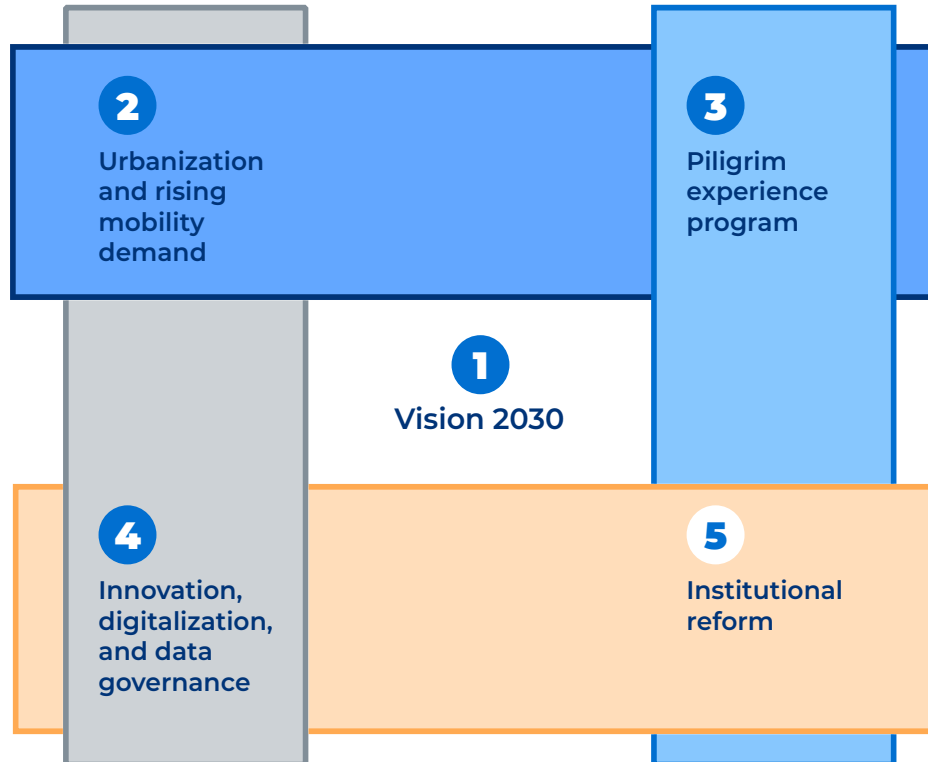 2
Urbanization
and rising
mobility
demand
3
Piligrim
experience
program
1
Vision 2030
4
Innovation,
digitalization,
and data
governance
5
Institutional
reform